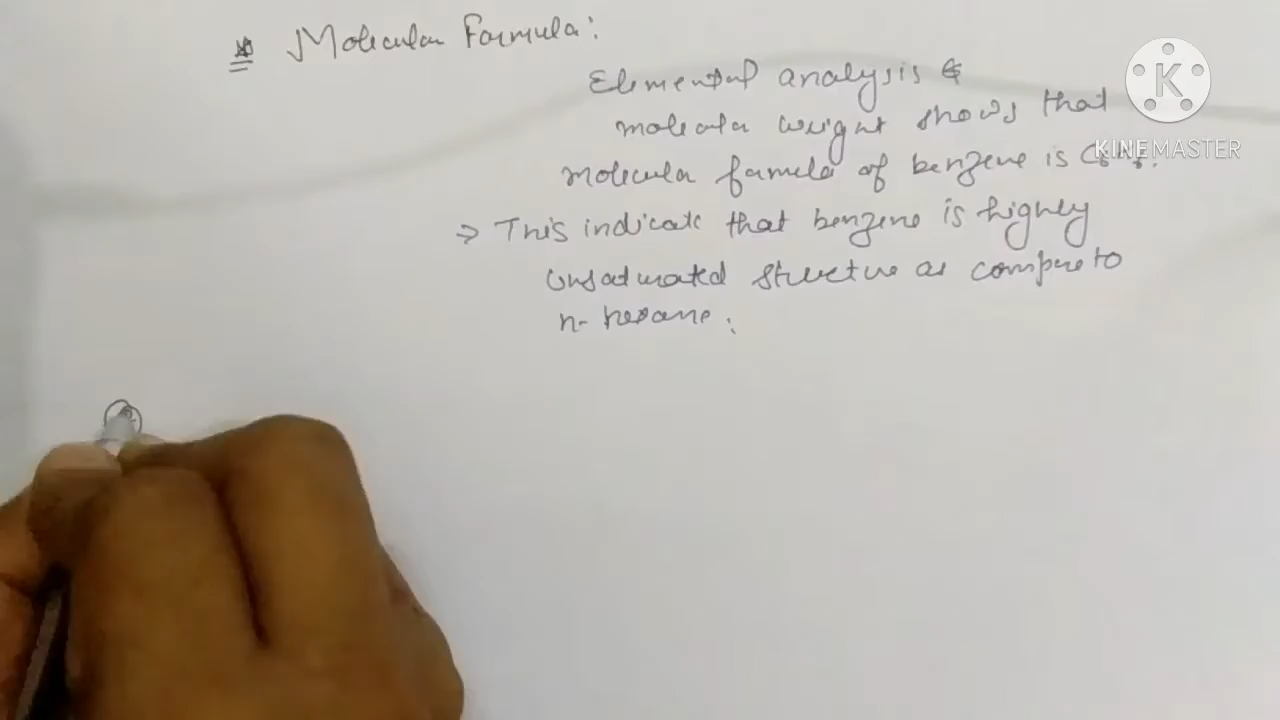 * Molecular Formula:
Elemental analysis &
molecular weight shows that
KINEMASTER
molecular formula of benzene is C6H6.
⇒ This indicate that benzene is highly
unsaturated structure as compare to
n-hexane.